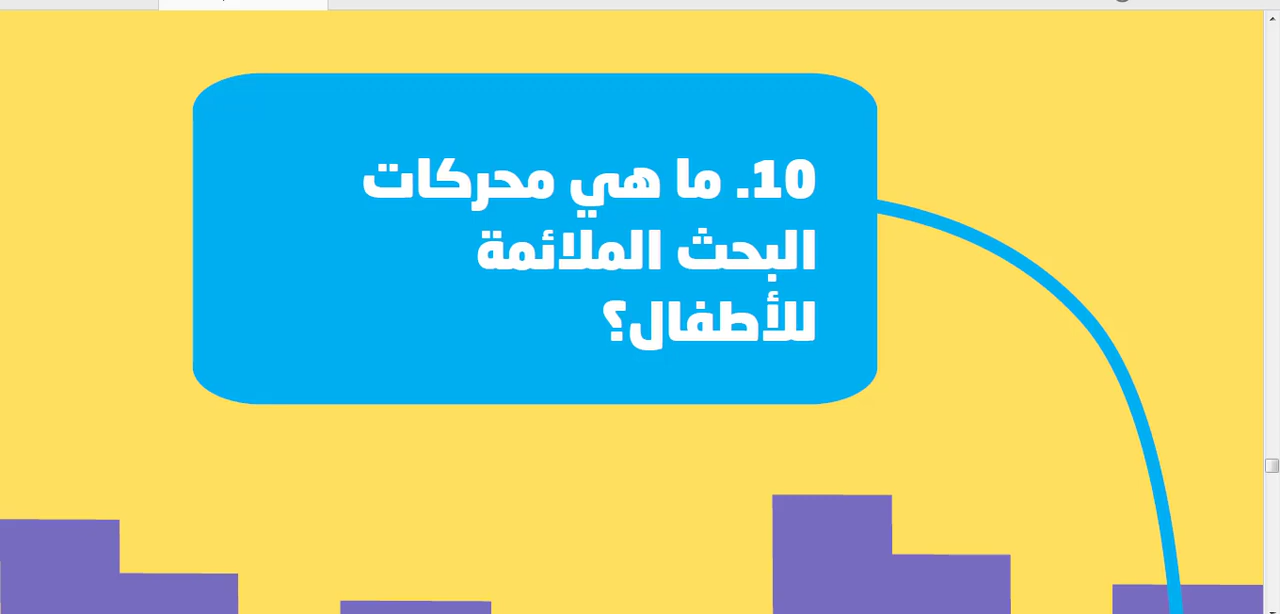 10. ما هي محركات
البحث الملائمة
للأطفال؟